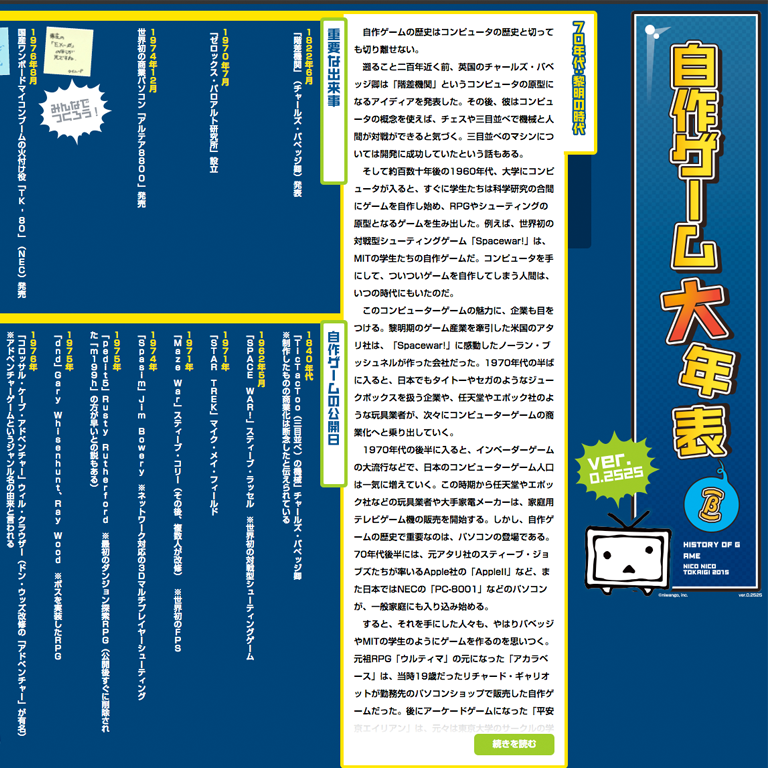 自作ゲーム大年表
ver.
0.2525
β
HISTORY OF G
AME
NICO NICO
TOKAIGI 2015
©niwango, inc.
ver.0.2525
70年代:黎明の時代
自作ゲームの歴史はコンピュータの歴史と切って
も切り離せない。
遡ること二百年近く前、英国のチャールズ・バベ
ッジ卿は「階差機関」というコンピュータの原型に
なるアイディアを発表した。その後、彼はコンピュ
ータの概念を使えば、チェスや三目並べで機械と人
間が対戦ができると気づく。三目並べのマシンにつ
いては開発に成功していたという話もある。
そして約百数十年後の1960年代、大学にコンピ
ュータが入ると、すぐに学生たちは科学研究の合間
にゲームを自作し始め、RPGやシューティングの
原型となるゲームを生み出した。例えば、世界初の
対戦型シューティングゲーム「Spacewar!」は、
MITの学生たちの自作ゲームだ。コンピュータを手
にして、ついついゲームを自作してしまう人間は、
いつの時代にもいたのだ。
このコンピューターゲームの魅力に、企業も目を
つける。黎明期のゲーム産業を牽引した米国のアタ
リ社は、「Spacewar!」に感動したノーラン・ブ
ッシュネルが作った会社だった。1970年代の半ば
に入ると、日本でもタイトーやセガのようなジュー
クボックスを扱う企業や、任天堂やエポック社のよ
うな玩具業者が、次々にコンピューターゲームの商
業化へと乗り出していく。
1970年代の後半に入ると、インベーダーゲーム
の大流行などで、日本のコンピューターゲーム人口
は一気に増えていく。この時期から任天堂やエポッ
ク社などの玩具業者や大手家電メーカーは、家庭用
テレビゲーム機の販売を開始する。しかし、自作ゲー
ムの歴史で重要なのは、パソコンの登場である。
70年代後半には、元アタリ社のスティーブ・ジョ
ブズたちが率いるApple社の「AppleII」など、ま
た日本ではNECの「PC-8001」などのパソコン
が、一般家庭にも入り込み始める。
すると、それを手にした人々も、やはりバベッジ
やMITの学生のようにゲームを作るのを思いつく。
元祖RPG「ウルティマ」の元になった「アカラベ
ース」は、当時19歳だったリチャード・ギャリオ
ットが勤務先のパソコンショップで販売した自作ゲ
ームだった。後にアーケードゲームになった「平安
京エイリアン」は、元々は東京大学のサークルの学
続きを読む
重要な出来事
1822年6月
「階差機関」(チャールズ・バベッジ卿)発表
1970年7月
「ゼロックス・パロアルト研究所」設立
1974年12月
世界初の商業パソコン「アルテア8800」発売
1976年8月
国産ワンボードマイコンブームの火付け役「TK-80」(NEC)発売
みんなで
つくろう!
自作ゲームの公開日
1840年代
「TicTacToo(三目並べ)の機械」チャールズ・バベッジ卿
※制作したものの商業化は断念したと伝えられている
1962年5月
「SPACE WAR!」スティーブ・ラッセル ※世界初の対戦型シューティングゲーム
1971年
「STAR TREK」マイク・メイ・フィールド
1971年
「Maze War」スティーブ・コリー(その後、複数人が改修) ※世界初のFPS
1974年
「Spasim」Jim Bowery ※ネットワーク対応の3Dマルチプレイヤーシューティング
1975年
「pedit5」Rusty Rutherford ※最初のダンジョン探索RPG(公開後すぐに削除され
た「m199h」の方が早いとの説もある)
1975年
「dnd」Gary Whisenhunt、Ray Wood ※ボスを実装したRPG
1976年
「コロッサル・ケーブ・アドベンチャー」ウィル・クラウザー(ドン・ウッズ改修の「アドベンチャー」が有名)
※アドベンチャーゲームというジャンル名の由来と言われる